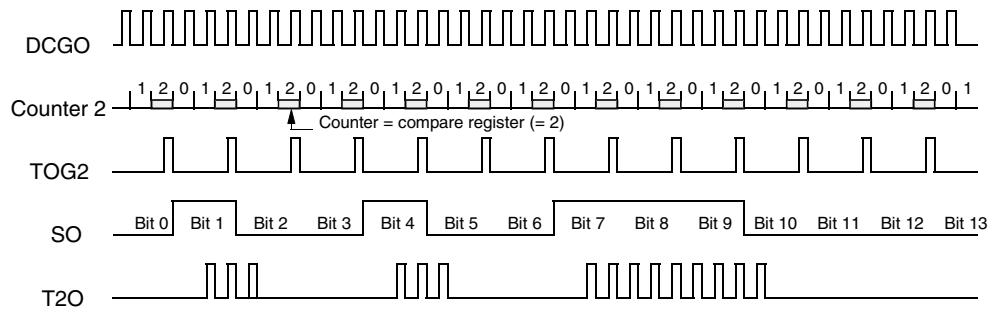 DCGO
Counter 2
1 2 0 1 2 0 1 2 0 1 2 0 1 2 0 1 2 0 1 2 0 1 2 0 1 2 0 1 2 0 1 2 0 1 2 0 1 2 0 1
Counter = compare register (= 2)
TOG2
SO
Bit 0 Bit 1 Bit 2 Bit 3 Bit 4 Bit 5 Bit 6 Bit 7 Bit 8 Bit 9 Bit 10 Bit 11 Bit 12 Bit 13
T2O